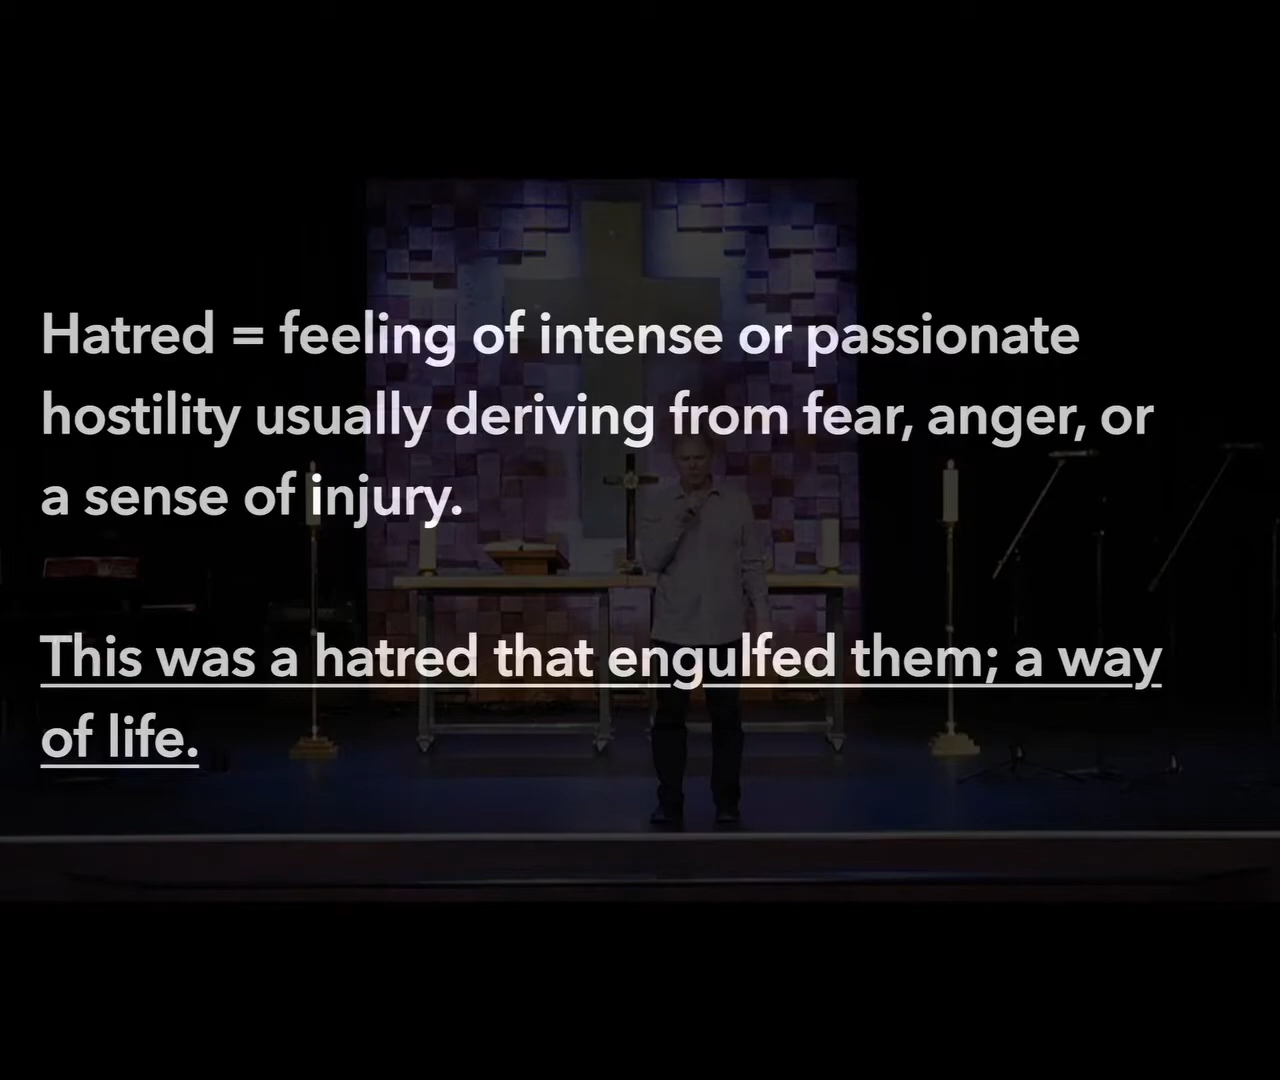 Hatred = feeling of intense or passionate
hostility usually deriving from fear, anger, or
a sense of injury.
This was a hatred that engulfed them; a way
of life.